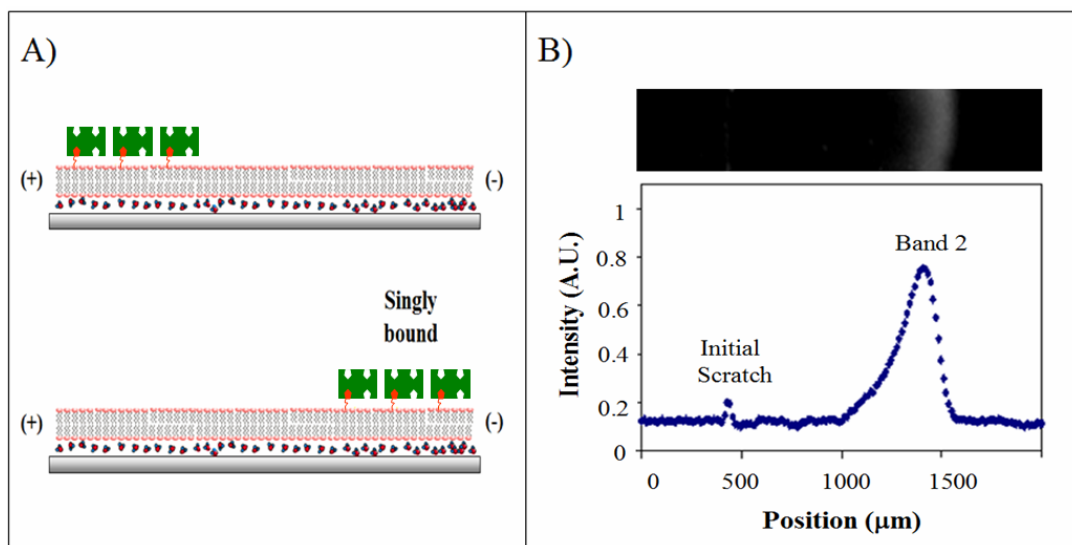 A)
(+)
(-)
Singly
bound
(+)
(-)
B)
1
0.8
0.6
0.4
0.2
0
Intensity (A.U.)
Band 2
Initial
Scratch
0
500
1000
1500
Position (μm)